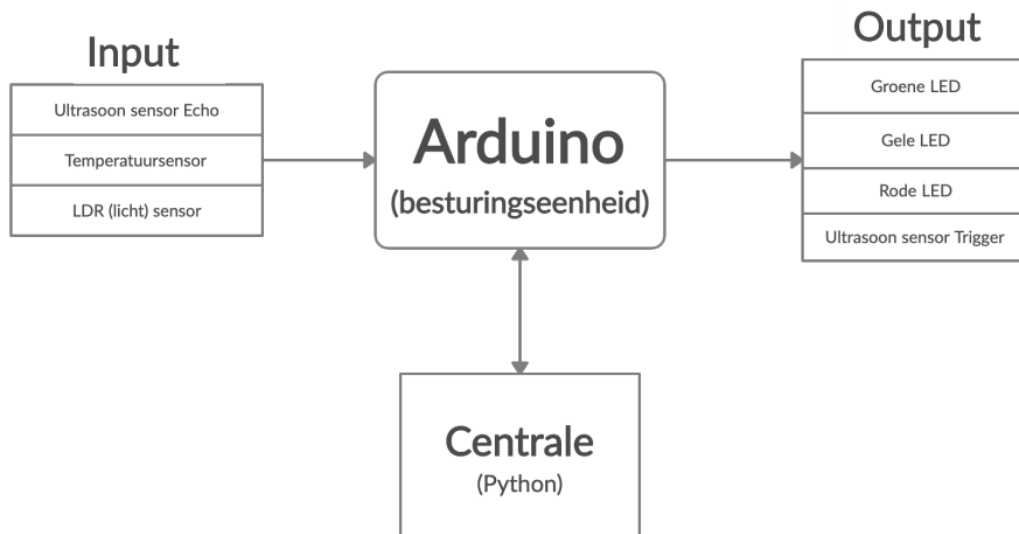 Input
Ultrasoon sensor Echo
Temperatuursensor
LDR (licht) sensor
Arduino
(besturingseenheid)
Output
Groene LED
Gele LED
Rode LED
Ultrasoon sensor Trigger
Centrale
(Python)